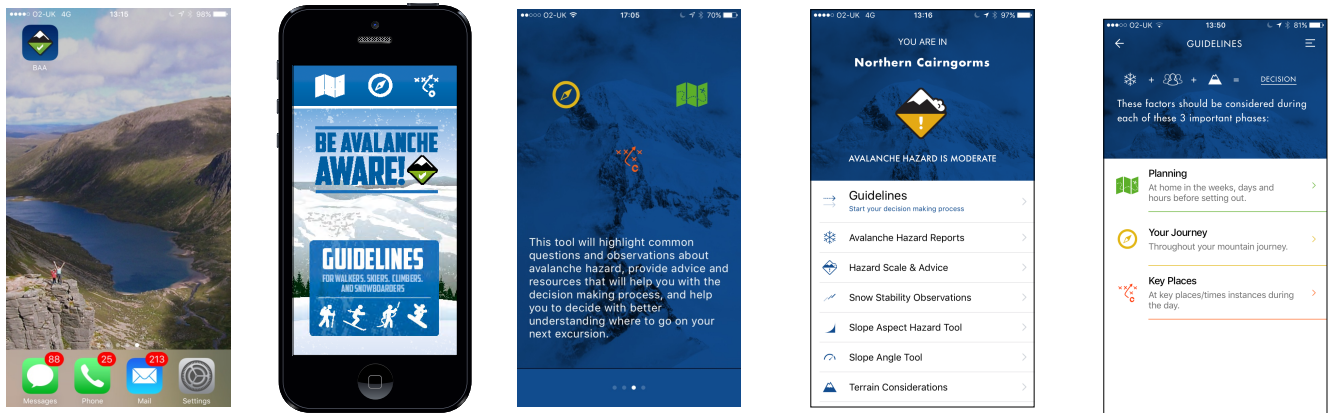 O2-UK 4G 13:15 96%
BAA
88
25
213
Messages Phone Mail Settings
BE AVALANCHE
AWARE!
GUIDELINES
FOR WALKERS, SKIERS, CLIMBERS,
AND SNOWBOARDERS
O2-UK 17:05 70%
This tool will highlight common
questions and observations about
avalanche hazard, provide advice and
resources that will help you with the
decision making process, and help
you to decide with better
understanding where to go on your
next excursion.
O2-UK 4G 13:16 97%
YOU ARE IN
Northern Cairngorms
AVALANCHE HAZARD IS MODERATE
Guidelines
Start your decision making process
Avalanche Hazard Reports
Hazard Scale & Advice
Snow Stability Observations
Slope Aspect Hazard Tool
Slope Angle Tool
Terrain Considerations
O2-UK 13:50 81%
GUIDELINES
+ + = DECISION
These factors should be considered during
each of these 3 important phases:
Planning
At home in the weeks, days and
hours before setting out.
Your Journey
Throughout your mountain journey.
Key Places
At key places/times instances during
the day.